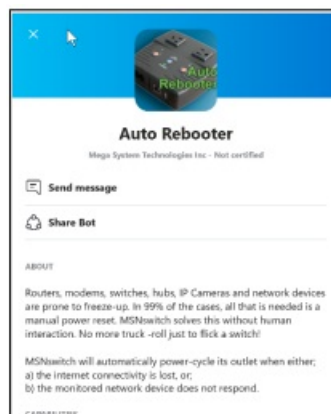 Auto
Rebooter
Auto Rebooter
Mega System Technologies Inc - Not certified
Send message
Share Bot
ABOUT
Routers, modems, switches, hubs, IP Cameras and network devices
are prone to freeze-up. In 99% of the cases, all that is needed is a
manual power reset. MSNswitch solves this without human
interaction. No more truck -roll just to flick a switch!
MSNswitch will automatically power-cycle its outlet when either;
a) the internet connectivity is lost, or;
b) the monitored network device does not respond.
CAPABILITIES